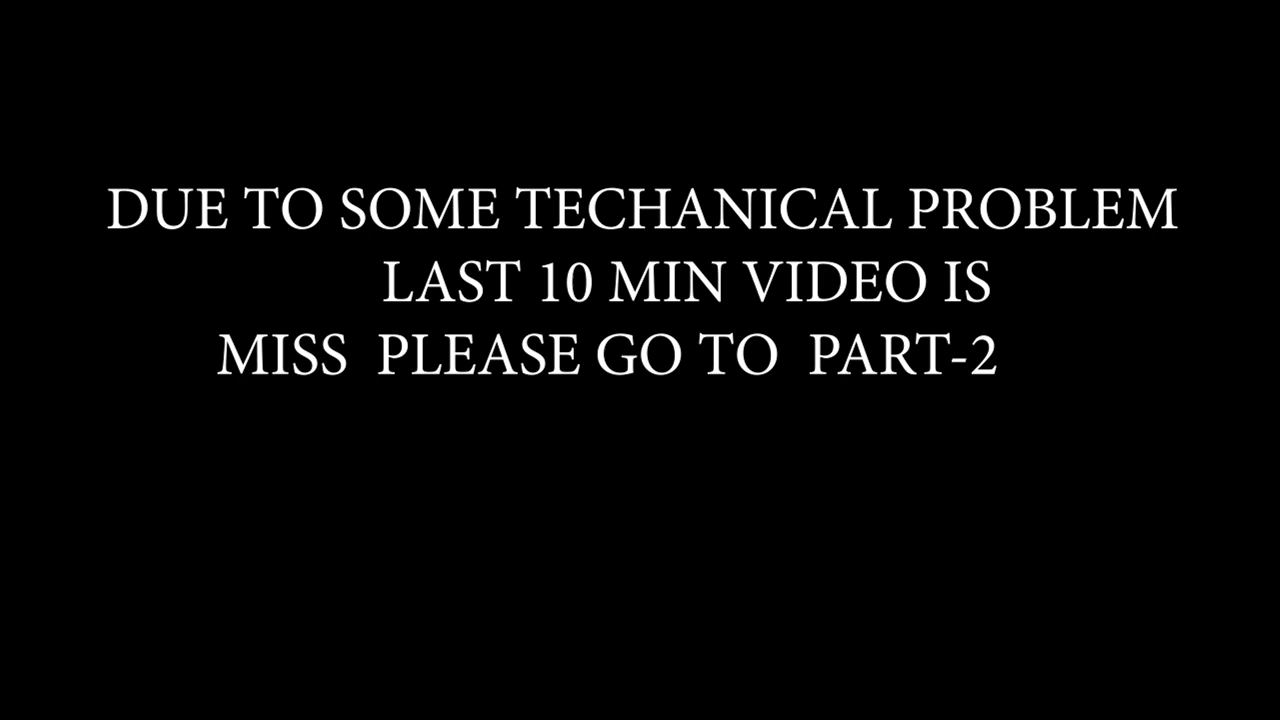 DUE TO SOME TECHANICAL PROBLEM
LAST 10 MIN VIDEO IS
MISS PLEASE GO TO PART-2